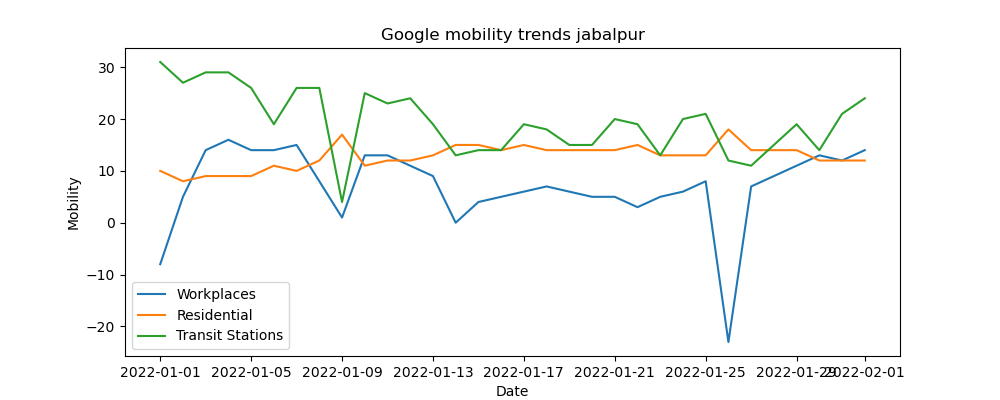 Google mobility trends jabalpur
30
20
10
0
−10
−20
Mobility
Workplaces
Residential
Transit Stations
2022-01-01 2022-01-05 2022-01-09 2022-01-13 2022-01-17 2022-01-21 2022-01-25 2022-01-29 2022-02-01
Date